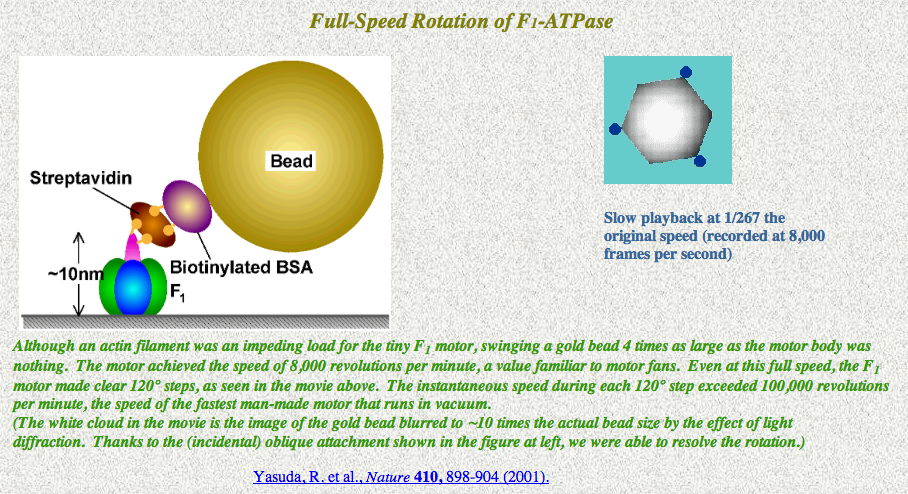 Full-Speed Rotation of F1-ATPase
Streptavidin
Bead
~10nm
Biotinylated BSA
F1
Slow playback at 1/267 the
original speed (recorded at 8,000
frames per second)
Although an actin filament was an impeding load for the tiny F1 motor, swinging a gold bead 4 times as large as the motor body was
nothing. The motor achieved the speed of 8,000 revolutions per minute, a value familiar to motor fans. Even at this full speed, the F1
motor made clear 120° steps, as seen in the movie above. The instantaneous speed during each 120° step exceeded 100,000 revolutions
per minute, the speed of the fastest man-made motor that runs in vacuum.
(The white cloud in the movie is the image of the gold bead blurred to ~10 times the actual bead size by the effect of light
diffraction. Thanks to the (incidental) oblique attachment shown in the figure at left, we were able to resolve the rotation.)
Yasuda, R. et al., Nature 410, 898-904 (2001).